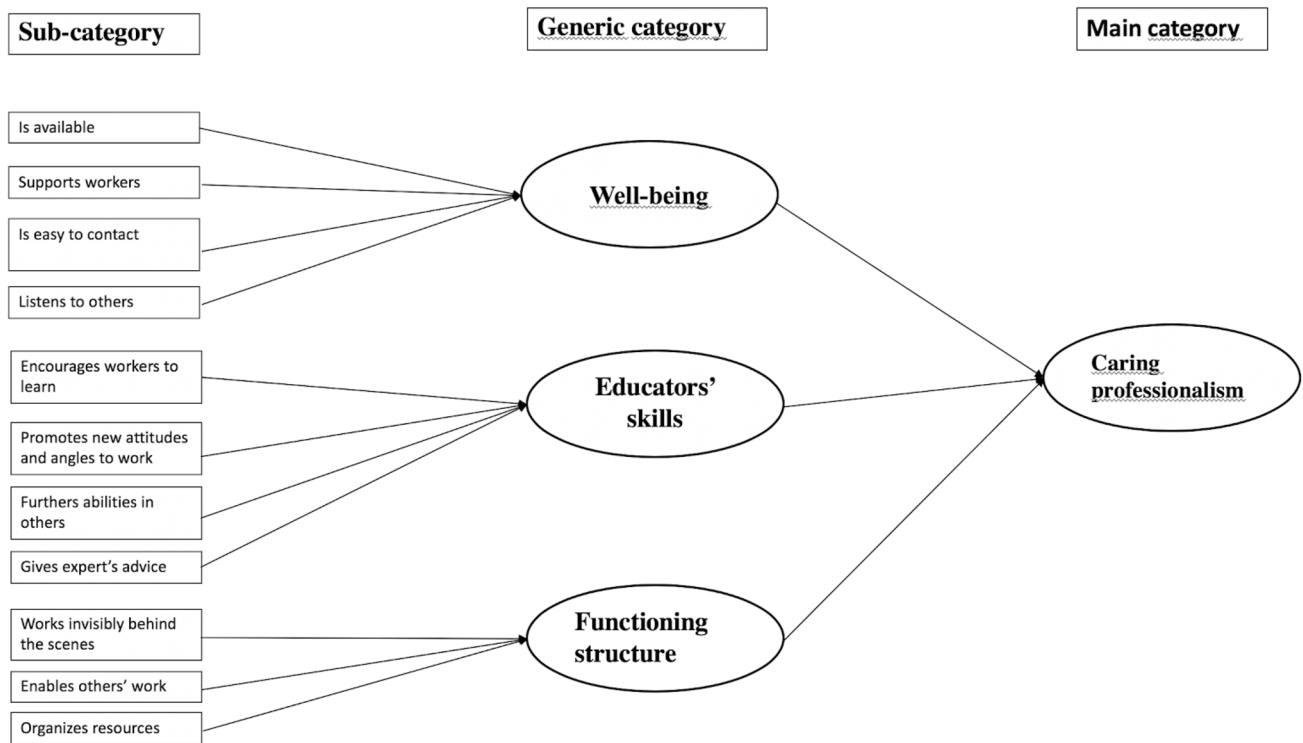 Sub-category
Generic category
Main category
Is available
Supports workers
Is easy to contact
Listens to others
Well-being
Encourages workers to
learn
Promotes new attitudes
and angles to work
Furthers abilities in
others
Gives expert’s advice
Educators’
skills
Works invisibly behind
the scenes
Enables others’ work
Organizes resources
Functioning
structure
Caring
professionalism